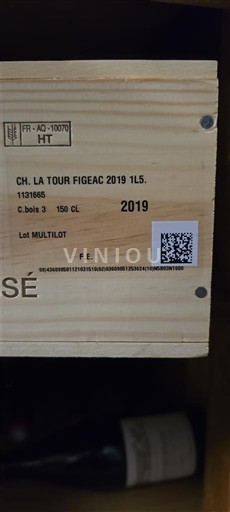 FR - AQ -10070
HT
CH. LA TOUR FIGEAC 2019 1L5.
1131665
C.bois 3 150 CL 2019
Lot MULTILOT
VINIOU
F.E.
SÉ